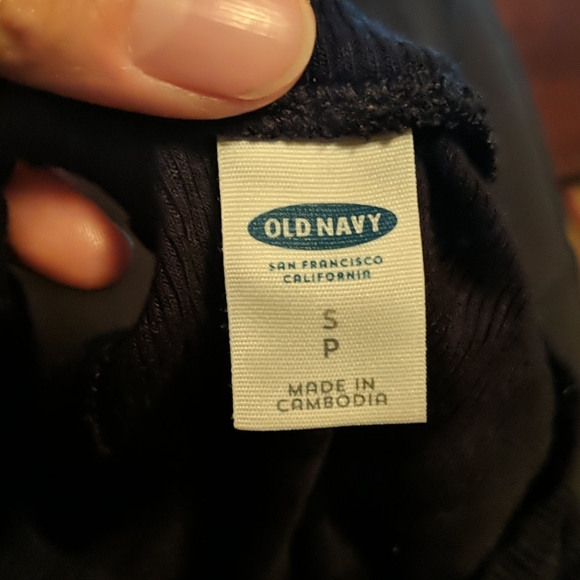 OLD NAVY
SAN FRANCISCO
CALIFORNIA
S
P
MADE IN
CAMBODIA